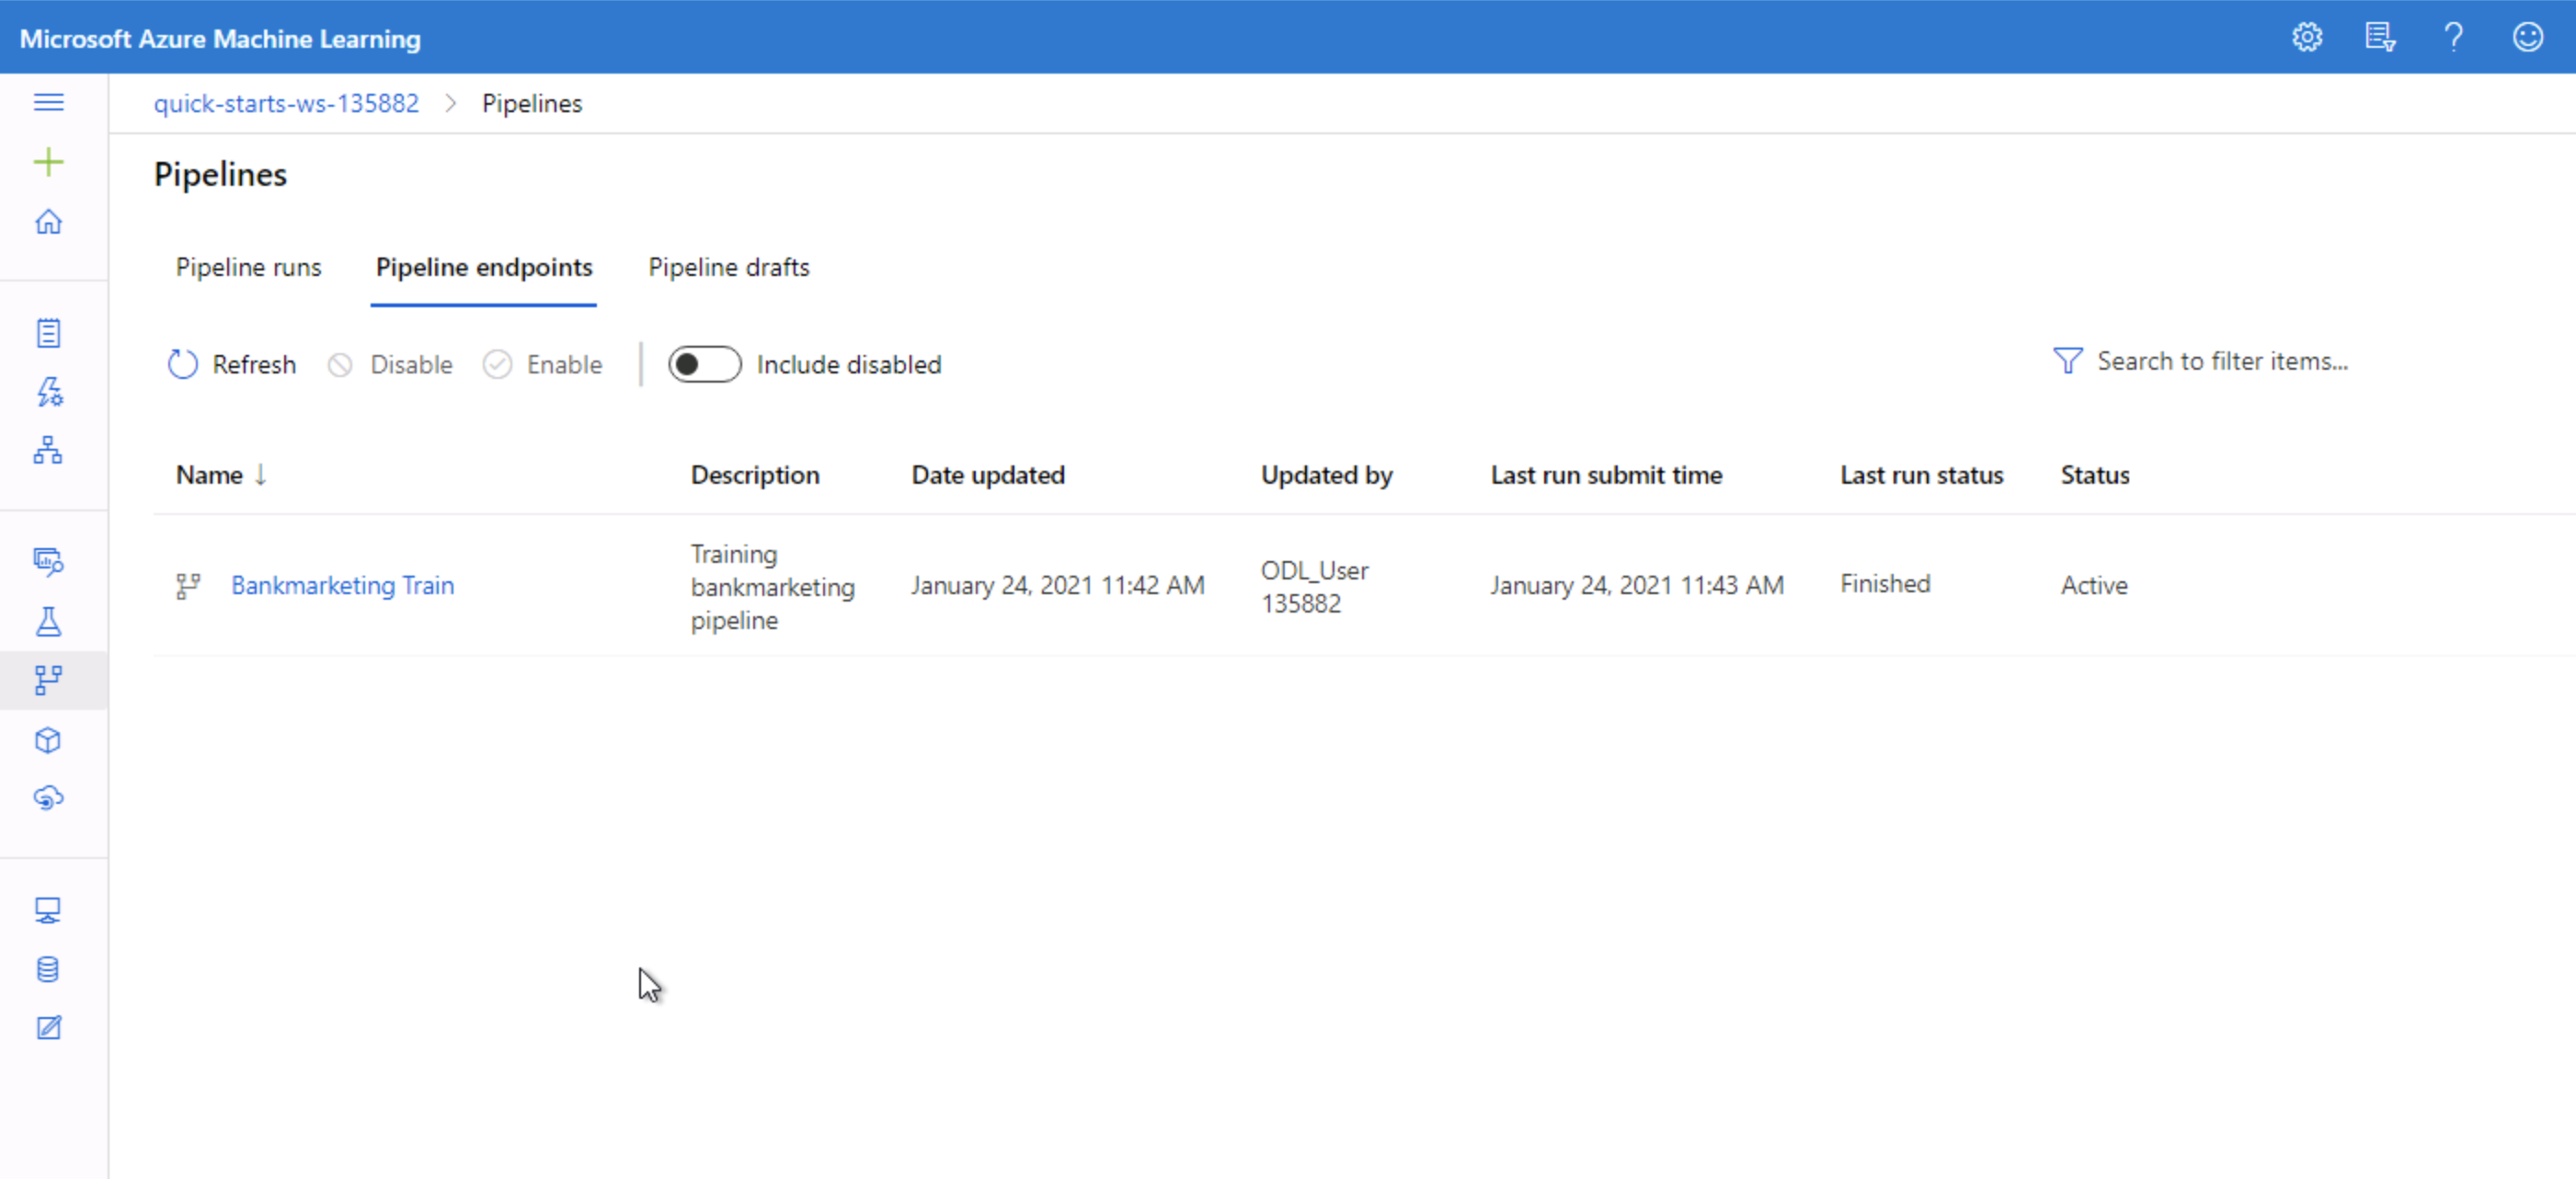 Microsoft Azure Machine Learning
quick-starts-ws-135882 > Pipelines
Pipelines
Pipeline runs Pipeline endpoints Pipeline drafts
Refresh Disable Enable Include disabled Search to filter items...
Name ↓ Description Date updated Updated by Last run submit time Last run status Status
Bankmarketing Train
Training
bankmarketing
pipeline
January 24, 2021 11:42 AM
ODL_User
135882
January 24, 2021 11:43 AM
Finished
Active